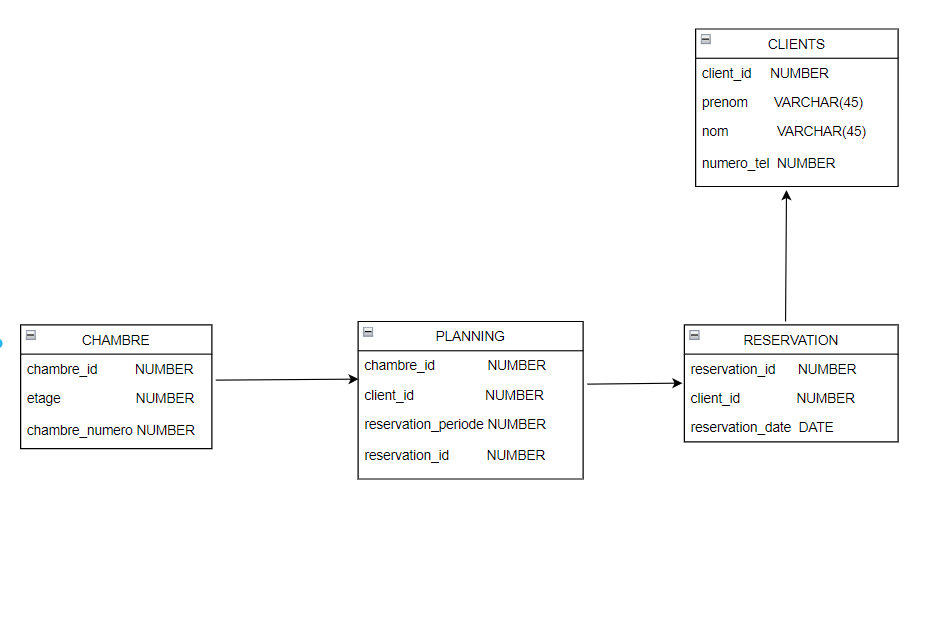 CLIENTS
client_id NUMBER
prenom VARCHAR(45)
nom VARCHAR(45)
numero_tel NUMBER
CHAMBRE
chambre_id NUMBER
etage NUMBER
chambre_numero NUMBER
PLANNING
chambre_id NUMBER
client_id NUMBER
reservation_periode NUMBER
reservation_id NUMBER
RESERVATION
reservation_id NUMBER
client_id NUMBER
reservation_date DATE